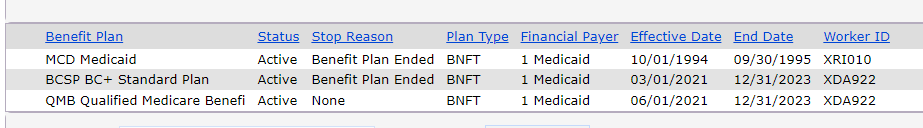 Benefit Plan Status Stop Reason Plan Type Financial Payer Effective Date End Date Worker ID
MCD Medicaid Active Benefit Plan Ended BNFT 1 Medicaid 10/01/1994 09/30/1995 XRI010
BCSP BC+ Standard Plan Active Benefit Plan Ended BNFT 1 Medicaid 03/01/2021 12/31/2023 XDA922
QMB Qualified Medicare Benefi Active None BNFT 1 Medicaid 06/01/2021 12/31/2023 XDA922